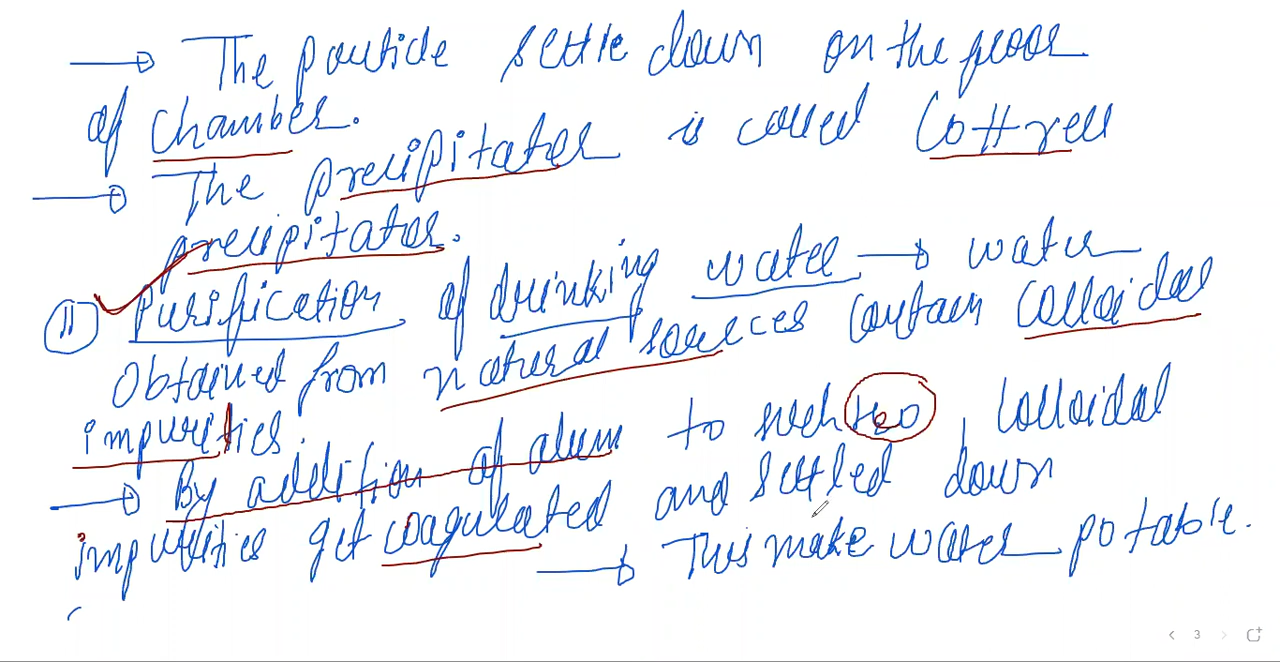 → The particle settle down on the floor
of chamber.
→ The precipitator is called Cottrell
precipitator.
(II) Purification of drinking water → water
obtained from natural sources contain colloidal
impurities.
→ By addition of alum to such H2O, colloidal
impurities get coagulated and settled down
→ This make water potable.
3